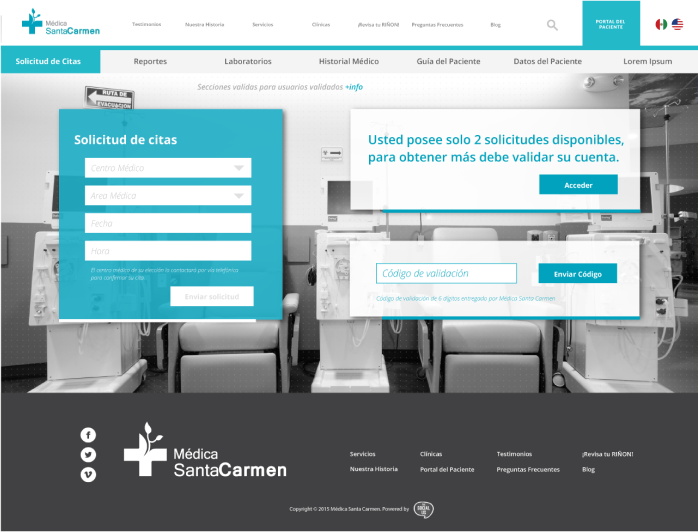 Médica
SantaCarmen
Testimonios
Nuestra Historia
Servicios
Clínicas
¡Revisa tu RIÑON!
Preguntas Frecuentes
Blog
PORTAL DEL
PACIENTE
Solicitud de Citas
Reportes
Laboratorios
Historial Médico
Guía del Paciente
Datos del Paciente
Lorem Ipsum
Secciones validas para usuarios validados +info
RUTA DE
EVACUACIÓN
Solicitud de citas
Centro Médico
Area Médica
Fecha
Hora
El centro médico de su elección lo contactará por vía telefónica
para confirmar su cita.
Enviar solicitud
Usted posee solo 2 solicitudes disponibles,
para obtener más debe validar su cuenta.
Acceder
Código de validación
Enviar Código
Código de validación de 6 dígitos entregado por Médica Santa Carmen
Médica
SantaCarmen
Servicios
Clínicas
Testimonios
¡Revisa tu RIÑON!
Nuestra Historia
Portal del Paciente
Preguntas Frecuentes
Blog
Copyright © 2015 Médica Santa Carmen. Powered by